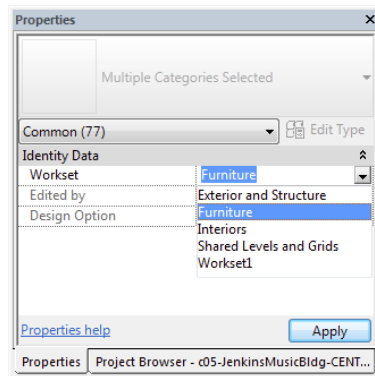 Properties
Multiple Categories Selected
Common (77)
Edit Type
Identity Data
Workset Furniture
Edited by Exterior and Structure
Design Option Furniture
Interiors
Shared Levels and Grids
Workset1
Properties help Apply
Properties Project Browser - c05-JenkinsMusicBldg-CENT...